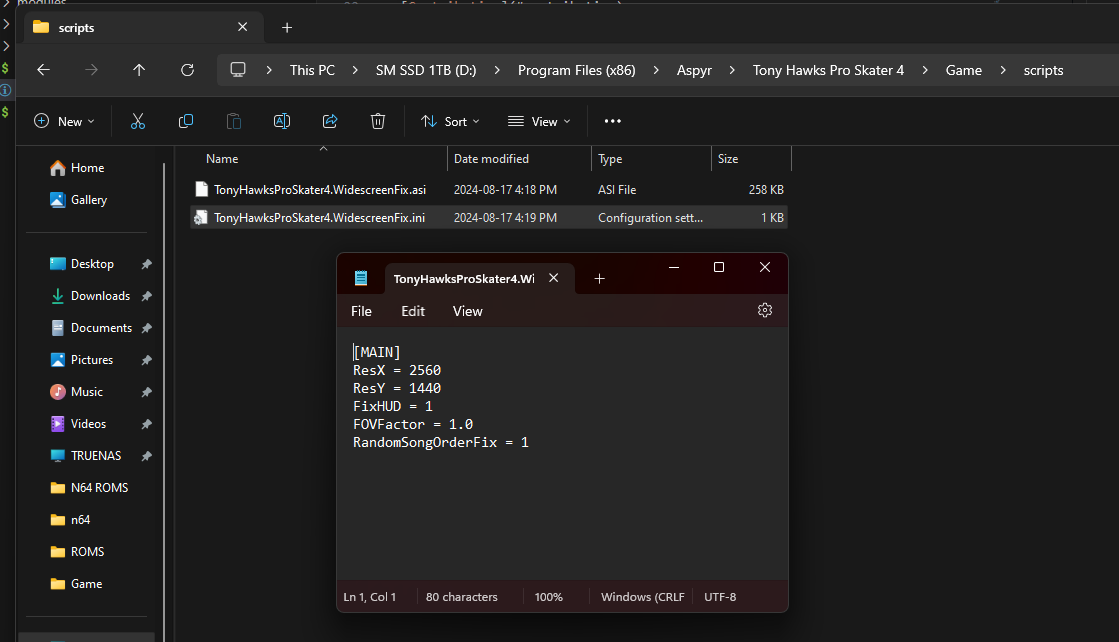 modules
scripts
This PC > SM SSD 1TB (D:) > Program Files (x86) > Aspyr > Tony Hawks Pro Skater 4 > Game > scripts
New Sort View
Name Date modified Type Size
TonyHawksProSkater4.WidescreenFix.asi 2024-08-17 4:18 PM ASI File 258 KB
TonyHawksProSkater4.WidescreenFix.ini 2024-08-17 4:19 PM Configuration sett... 1 KB
Home
Gallery
Desktop
Downloads
Documents
Pictures
Music
Videos
TRUENAS
N64 ROMS
n64
ROMS
Game
TonyHawksProSkater4.Wi
File Edit View
[MAIN]
ResX = 2560
ResY = 1440
FixHUD = 1
FOVFactor = 1.0
RandomSongOrderFix = 1
Ln 1, Col 1 80 characters 100% Windows (CRLF UTF-8
$
$